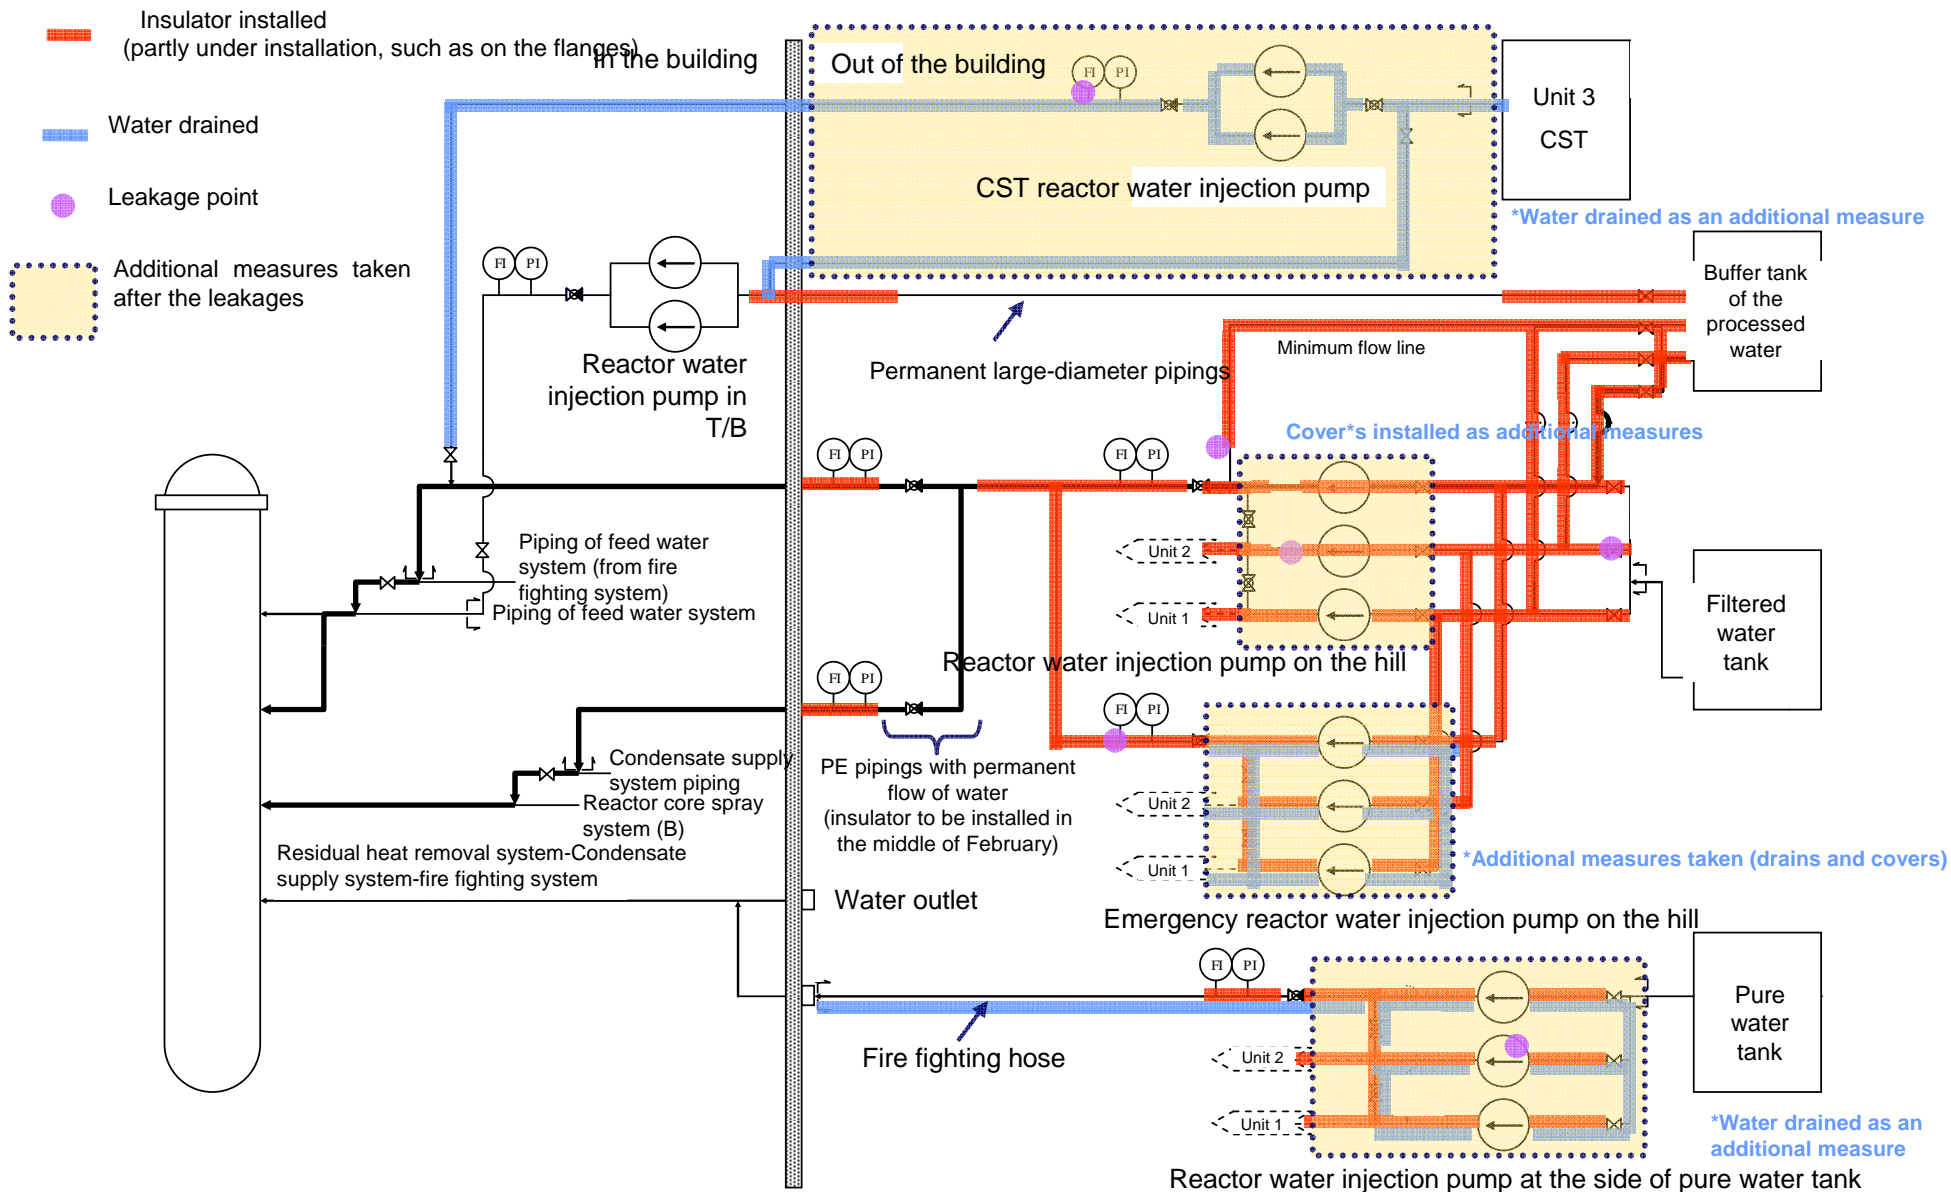 Insulator installed
(partly under installation, such as on the flanges)
In the building
Out of the building
FI PI
Unit 3
CST
Water drained
CST reactor water injection pump
Leakage point
*Water drained as an additional measure
Additional measures taken
after the leakages
FI PI
Buffer tank
of the
processed
water
Reactor water
injection pump in
T/B
Permanent large-diameter pipings
Minimum flow line
Cover*s installed as additional measures
FI PI
FI PI
Unit 2
Unit 1
Piping of feed water
system (from fire
fighting system)
Piping of feed water system
Filtered
water
tank
Reactor water injection pump on the hill
FI PI
FI PI
Condensate supply
system piping
Reactor core spray
system (B)
PE pipings with permanent
flow of water
(insulator to be installed in
the middle of February)
Unit 2
Unit 1
*Additional measures taken (drains and covers)
Residual heat removal system-Condensate
supply system-fire fighting system
Water outlet
Emergency reactor water injection pump on the hill
FI PI
Pure
water
tank
Fire fighting hose
Unit 2
Unit 1
*Water drained as an
additional measure
Reactor water injection pump at the side of pure water tank